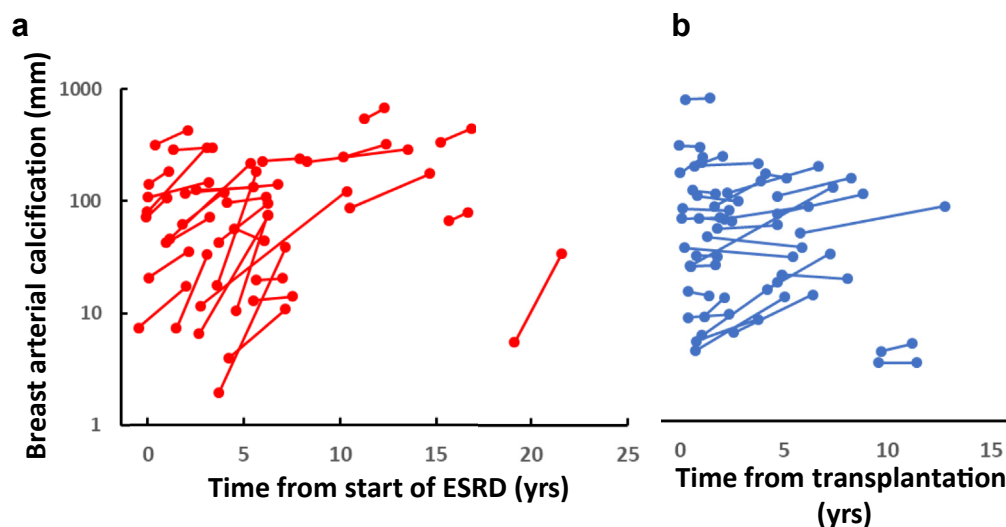 a
b
Breast arterial calcification (mm)
1000
100
10
1
0 5 10 15 20 25
Time from start of ESRD (yrs)
0 5 10 15
Time from transplantation
(yrs)